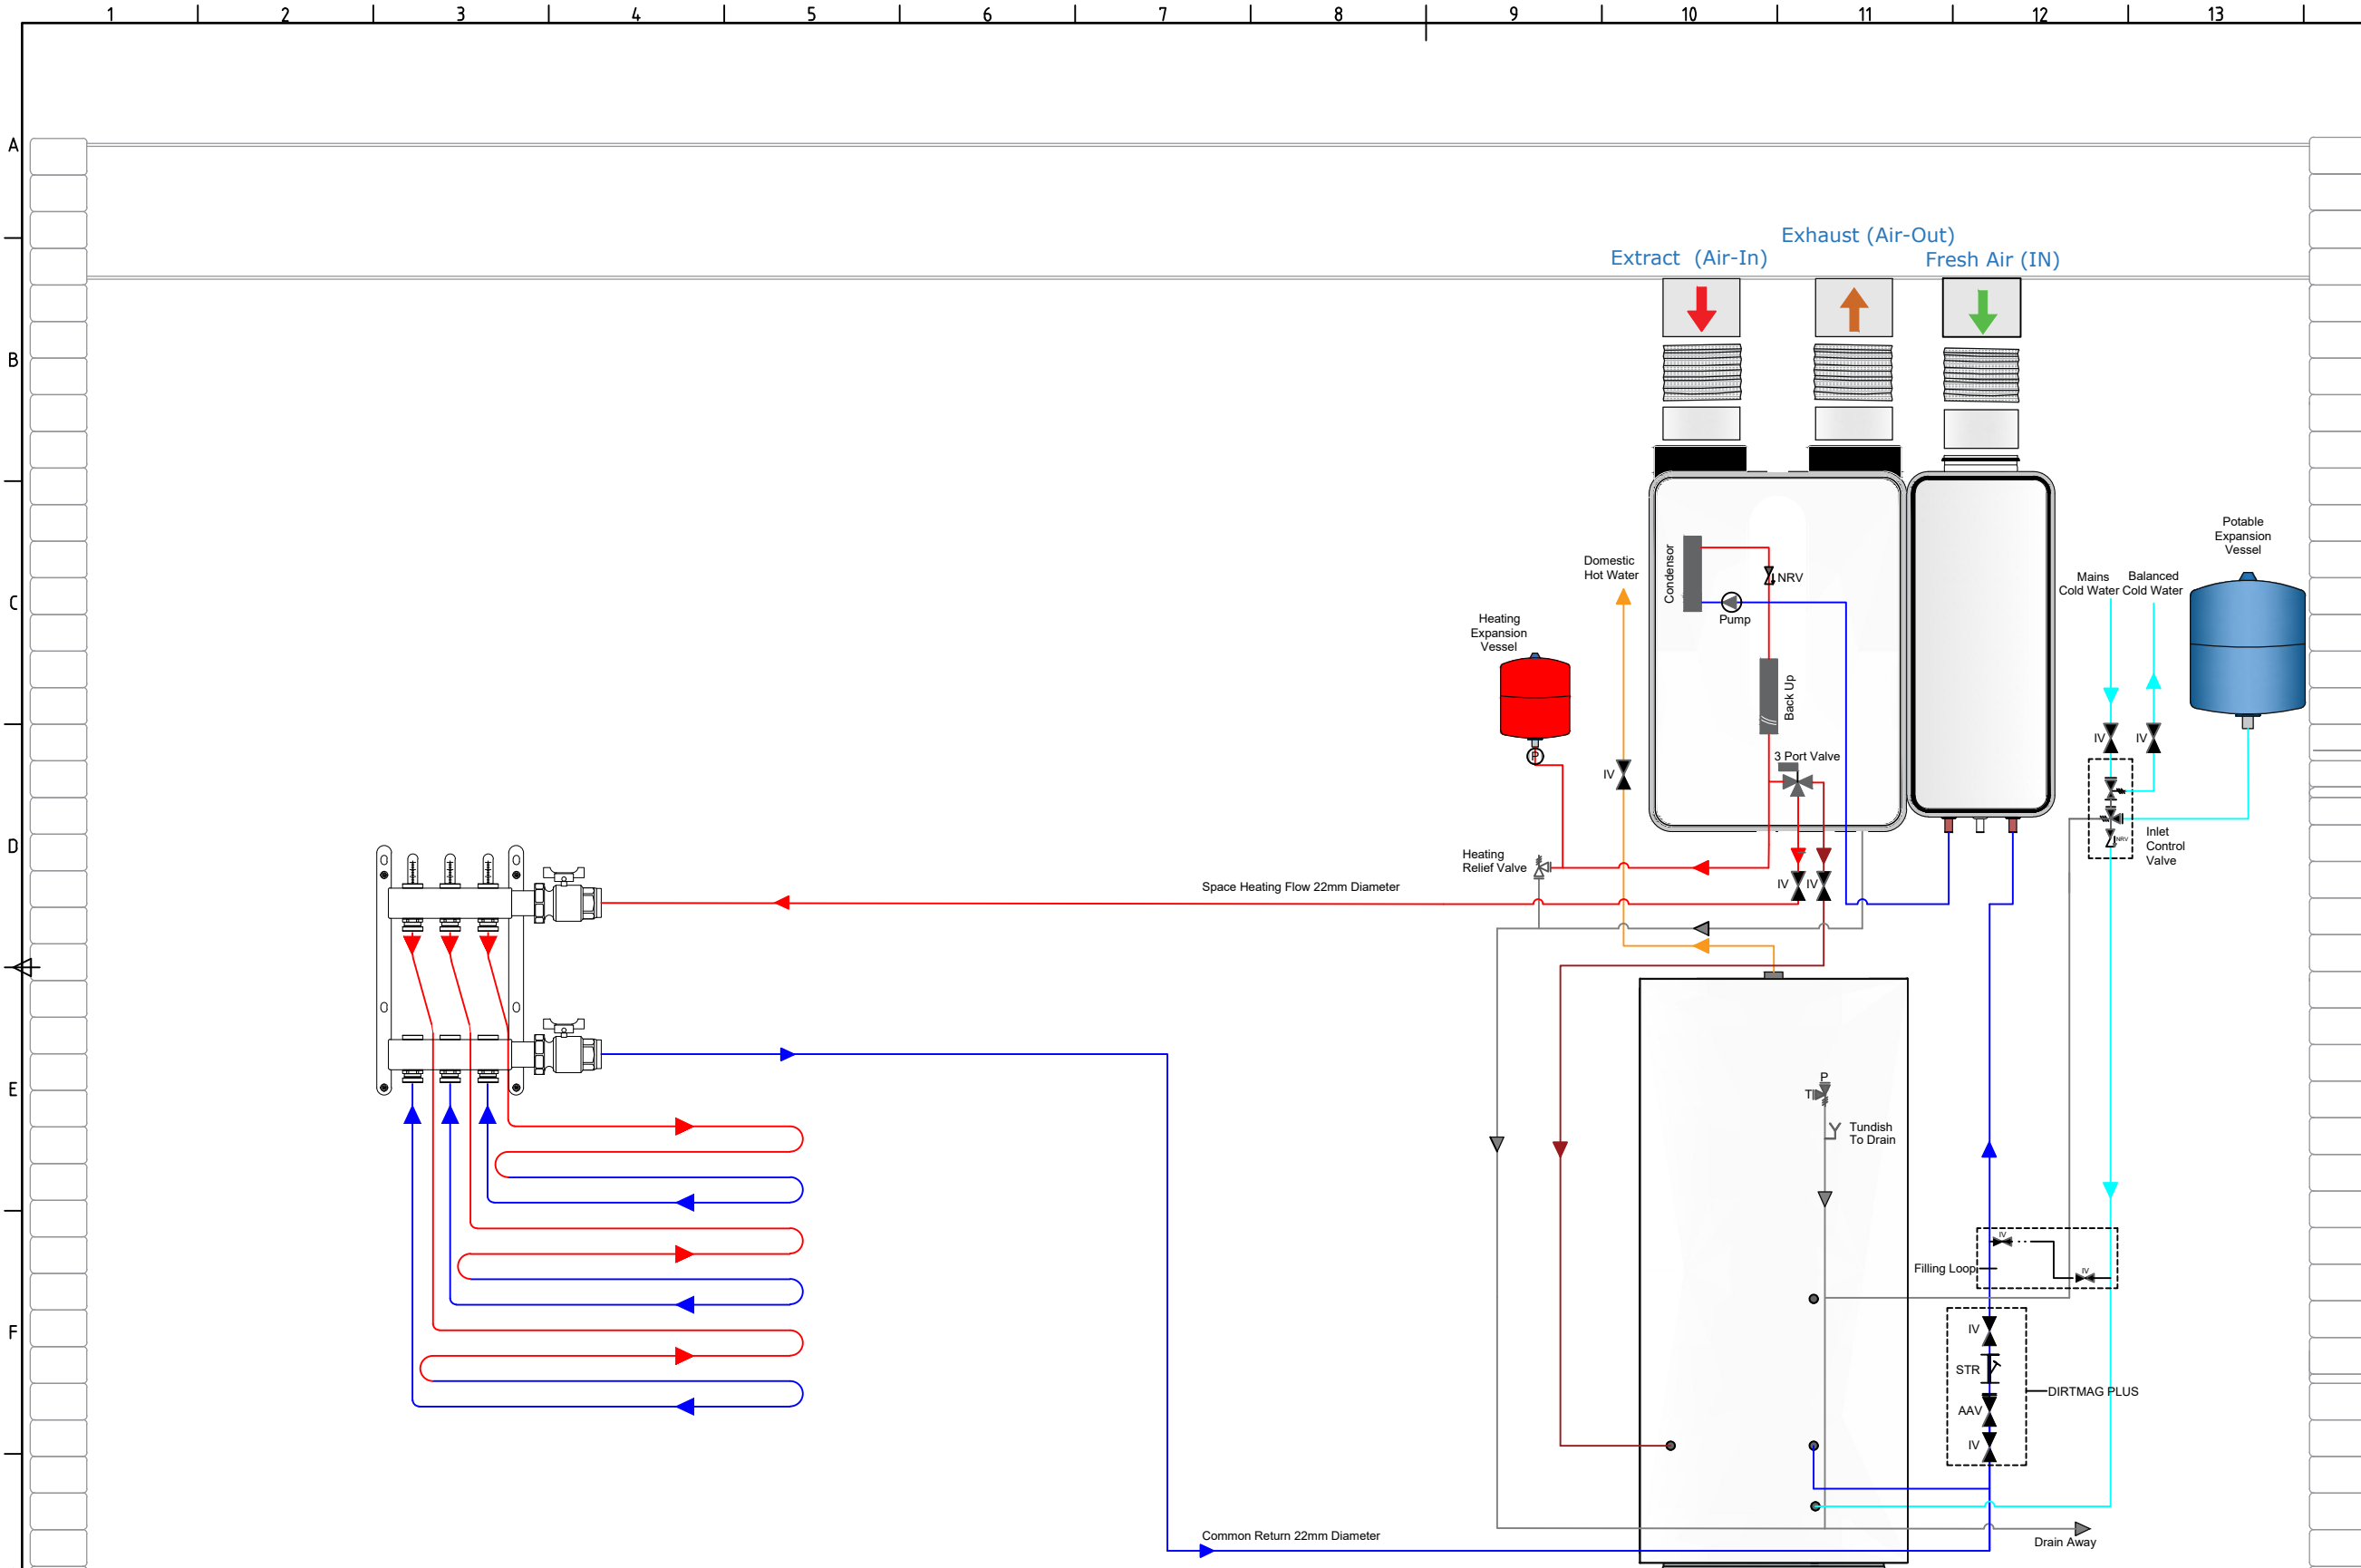 1 2 3 4 5 6 7 8 9 10 11 12 13
A
Exhaust (Air-Out)
Extract (Air-In)
Fresh Air (IN)
B
Potable
Expansion
Vessel
Condensor
Domestic
Hot Water
NRV
Mains
Cold Water
Balanced
Cold Water
C
Pump
Heating
Expansion
Vessel
Back Up
IV
IV
P
3 Port Valve
IV
D
NRV
Inlet
Control
Valve
Heating
Relief Valve
Space Heating Flow 22mm Diameter
IV
IV
E
P
T
Tundish
To Drain
IV
Filling Loop
IV
F
IV
STR
DIRTMAG PLUS
AAV
IV
Common Return 22mm Diameter
Drain Away